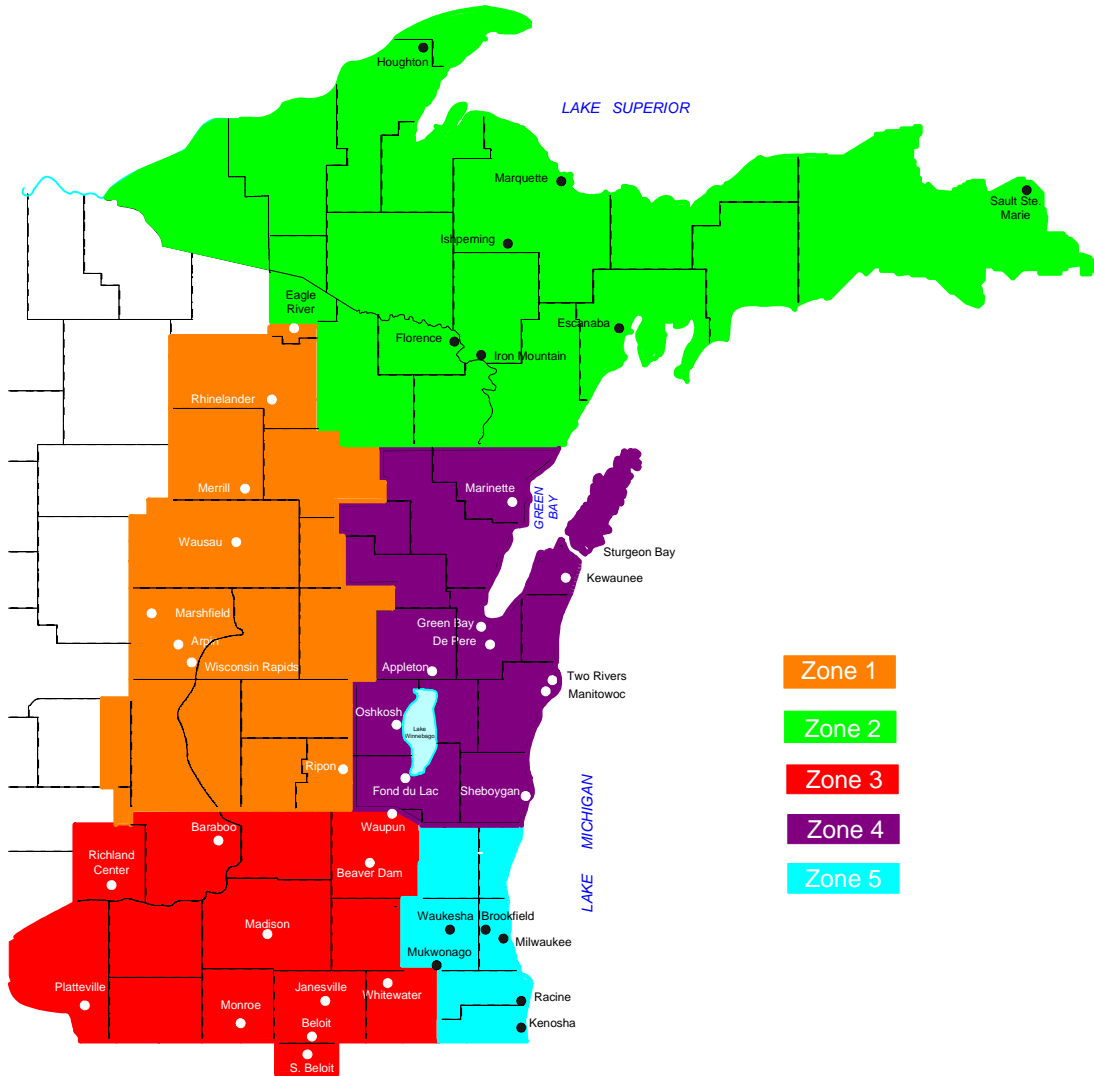 Houghton
LAKE SUPERIOR
Marquette
Sault Ste.
Marie
Ishpeming
Eagle
River
Escanaba
Florence
Iron Mountain
Rhinelander
Merrill
Marinette
GREEN
BAY
Wausau
Sturgeon Bay
Kewaunee
Marshfield
Green Bay
Arpin
De Pere
Wisconsin Rapids
Appleton
Two Rivers
Manitowoc
Zone 1
Oshkosh
Lake
Winnebago
Zone 2
Ripon
Fond du Lac
Sheboygan
Zone 3
LAKE MICHIGAN
Waupun
Baraboo
Zone 4
Richland
Center
Beaver Dam
Zone 5
Madison
Waukesha
Brookfield
Milwaukee
Mukwonago
Platteville
Janesville
Whitewater
Monroe
Racine
Beloit
Kenosha
S. Beloit